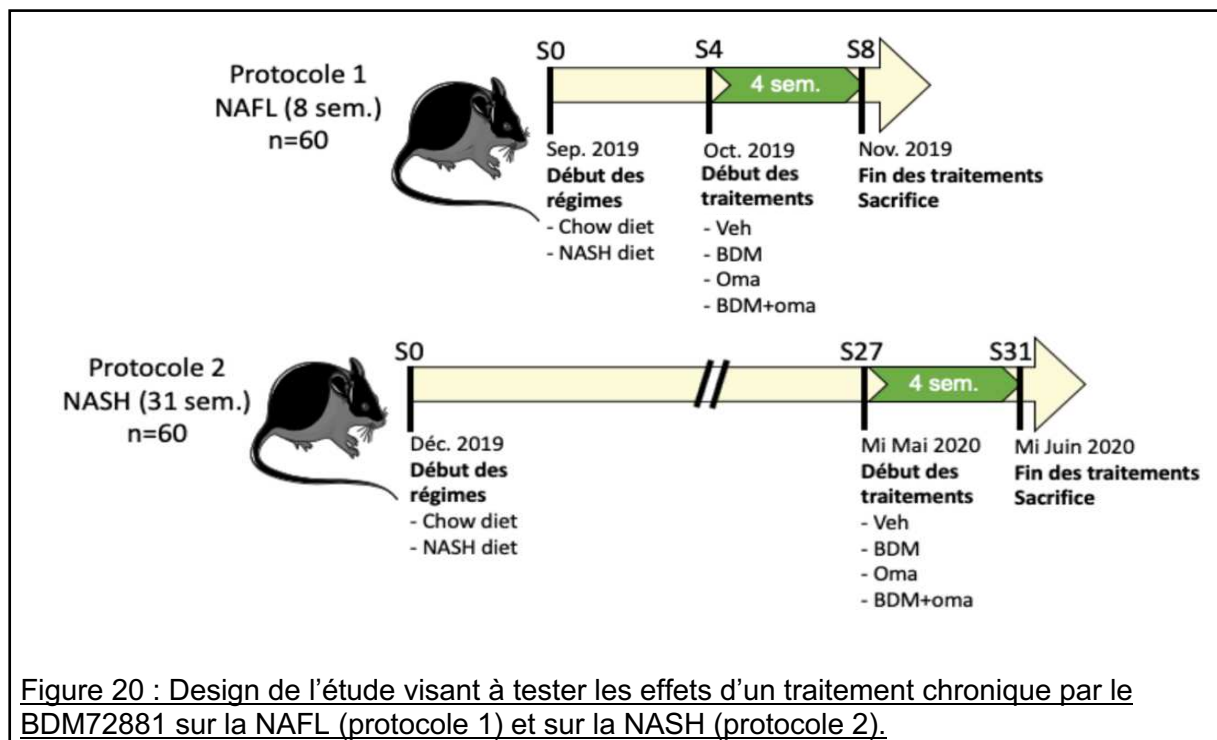 Protocole 1
NAFL (8 sem.)
n=60
S0
S4
S8
4 sem.
Sep. 2019
Début des
régimes
- Chow diet
- NASH diet
Oct. 2019
Début des
traitements
- Veh
- BDM
- Oma
- BDM+oma
Nov. 2019
Fin des traitements
Sacrifice
Protocole 2
NASH (31 sem.)
n=60
S0
S27
S31
4 sem.
Déc. 2019
Début des
régimes
- Chow diet
- NASH diet
Mi Mai 2020
Début des
traitements
- Veh
- BDM
- Oma
- BDM+oma
Mi Juin 2020
Fin des traitements
Sacrifice
Figure 20 : Design de l’étude visant à tester les effets d’un traitement chronique par le
BDM72881 sur la NAFL (protocole 1) et sur la NASH (protocole 2).